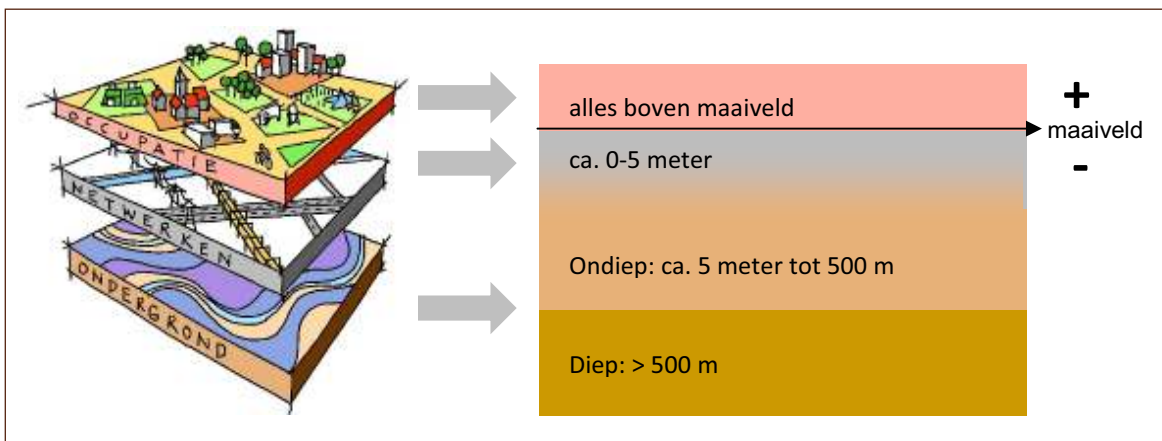 OCCUPATIE
NETWERKEN
ONDERGROND
alles boven maaiveld
+
maaiveld
ca. 0-5 meter
-
Ondiep: ca. 5 meter tot 500 m
Diep: > 500 m